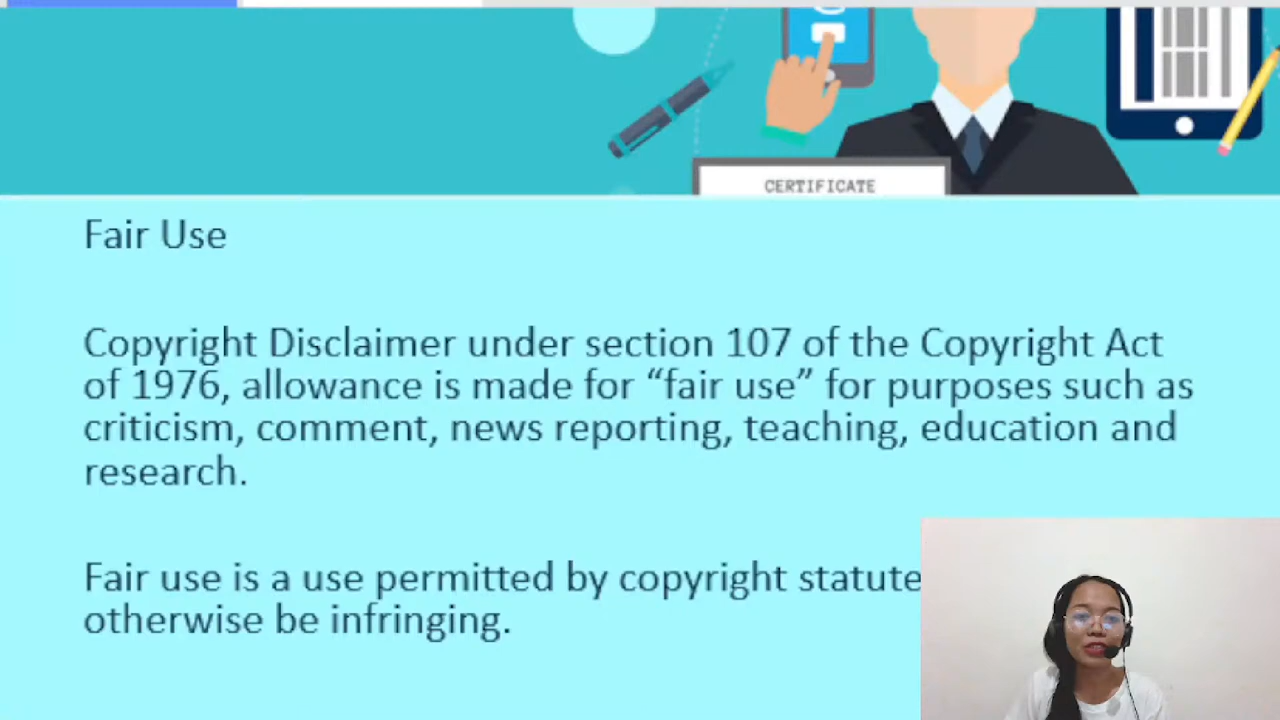 CERTIFICATE
Fair Use
Copyright Disclaimer under section 107 of the Copyright Act
of 1976, allowance is made for “fair use” for purposes such as
criticism, comment, news reporting, teaching, education and
research.
Fair use is a use permitted by copyright statute
otherwise be infringing.